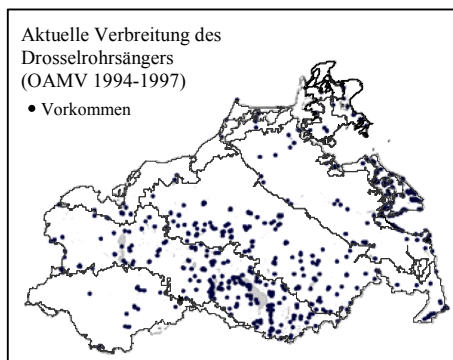 Aktuelle Verbreitung des
Drosselrohrsängers
(OAMV 1994-1997)
• Vorkommen